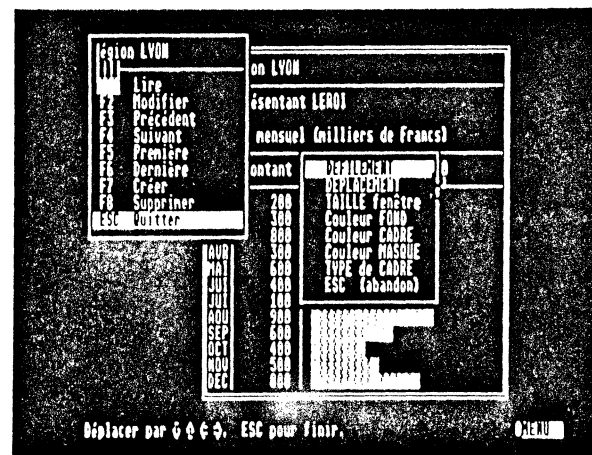 Région LYON
Lire
F2 Modifier
F3 Précédent
F4 Suivant
F5 Première
F6 Dernière
F7 Créer
F8 Supprimer
ESC Quitter
on LYON
ésentant LEROI
mensuel (milliers de Francs)
ontant
0
DEFILEMENT
DEPLACEMENT
TAILLE fenêtre
Couleur FOND
Couleur CADRE
Couleur MASQUE
TYPE de CADRE
ESC (abandon)
200
300
800
AVR 300
MAI 600
JUI 400
JUI 100
AOU 900
SEP 600
OCT 400
NOV 500
DEC 800
Déplacer par ESC pour finir.
MENU